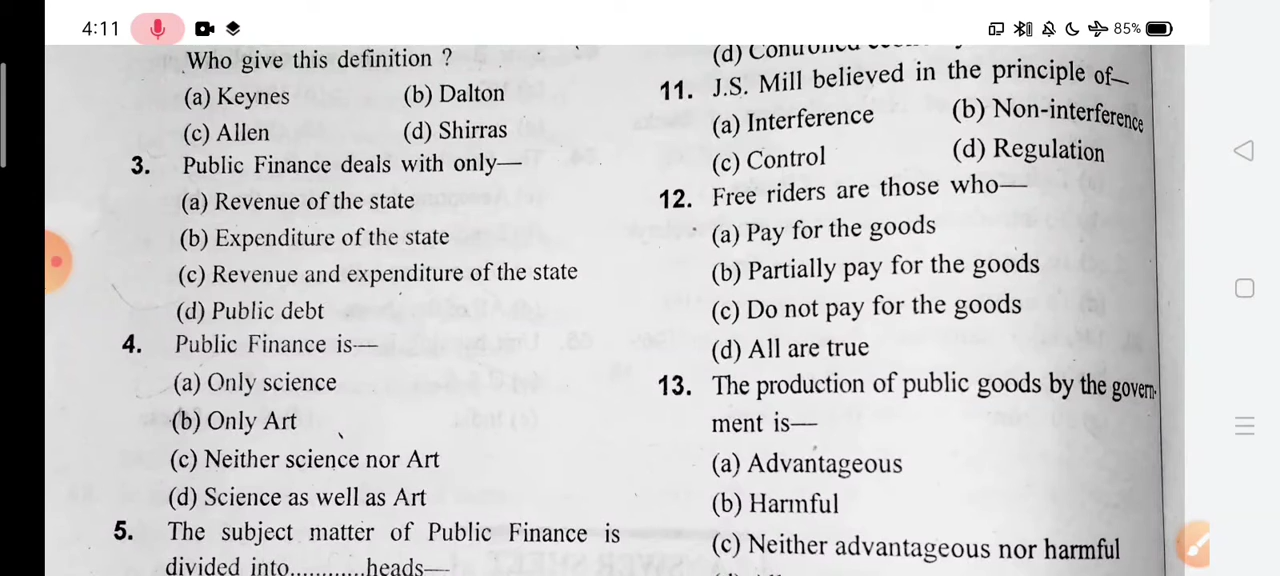 4:11
85%
Who give this definition ?
(a) Keynes (b) Dalton
(c) Allen (d) Shirras
3. Public Finance deals with only—
(a) Revenue of the state
(b) Expenditure of the state
(c) Revenue and expenditure of the state
(d) Public debt
4. Public Finance is—
(a) Only science
(b) Only Art
(c) Neither science nor Art
(d) Science as well as Art
5. The subject matter of Public Finance is
divided into...........heads—
(d)
11. J.S. Mill believed in the principle of—
(a) Interference (b) Non-interference
(c) Control (d) Regulation
12. Free riders are those who—
(a) Pay for the goods
(b) Partially pay for the goods
(c) Do not pay for the goods
(d) All are true
13. The production of public goods by the govern-
ment is—
(a) Advantageous
(b) Harmful
(c) Neither advantageous nor harmful